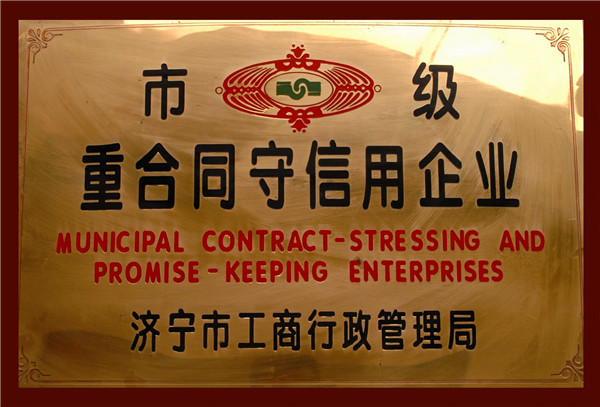 市 级
重合同守信用企业
MUNICIPAL CONTRACT-STRESSING AND
PROMISE-KEEPING ENTERPRISES
济宁市工商行政管理局